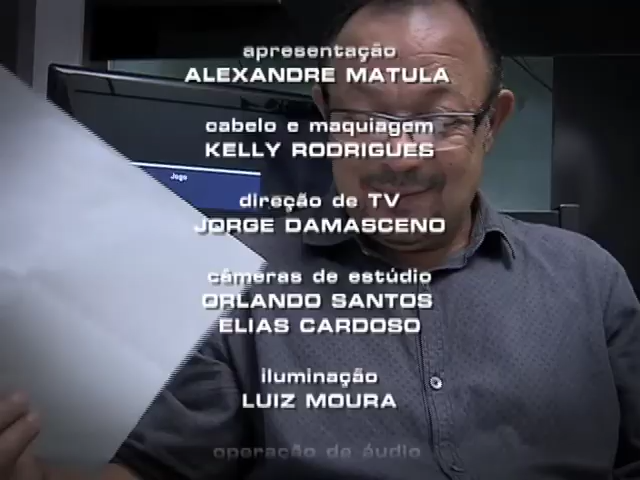 apresentação
ALEXANDRE MATULA
cabelo e maquiagem
KELLY RODRIGUES
direção de TV
JORGE DAMASCENO
câmeras de estúdio
ORLANDO SANTOS
ELIAS CARDOSO
iluminação
LUIZ MOURA
operação de áudio
Jogo